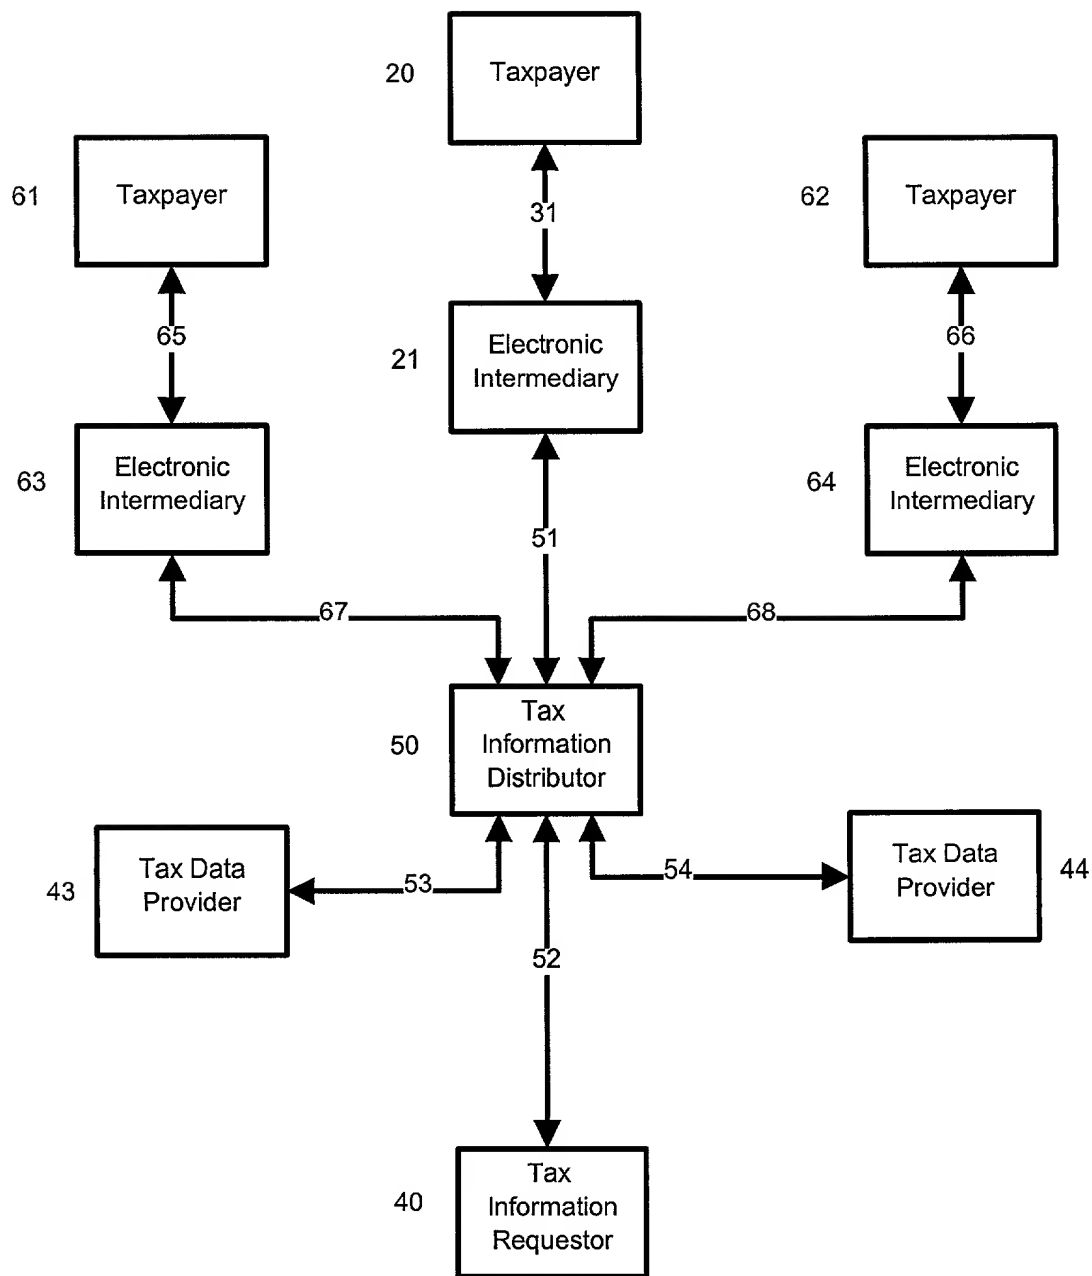 20
Taxpayer
61
Taxpayer
62
Taxpayer
31
65
66
21
Electronic
Intermediary
63
Electronic
Intermediary
64
Electronic
Intermediary
51
67
68
50
Tax
Information
Distributor
43
Tax Data
Provider
53
54
Tax Data
Provider
44
52
40
Tax
Information
Requestor